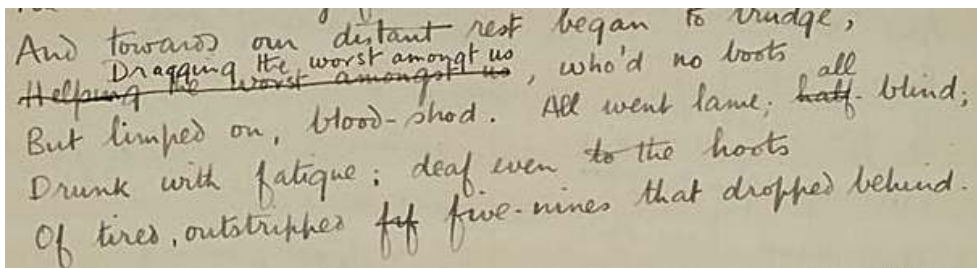 And towards our distant rest began to trudge,
Dragging the worst amongst us
Helping the worst amongst us, who'd no boots
all
But limped on, blood-shod. All went lame; half-blind;
Drunk with fatigue; deaf even to the hoots
Of tired, outstripped fif five-nines that dropped behind.